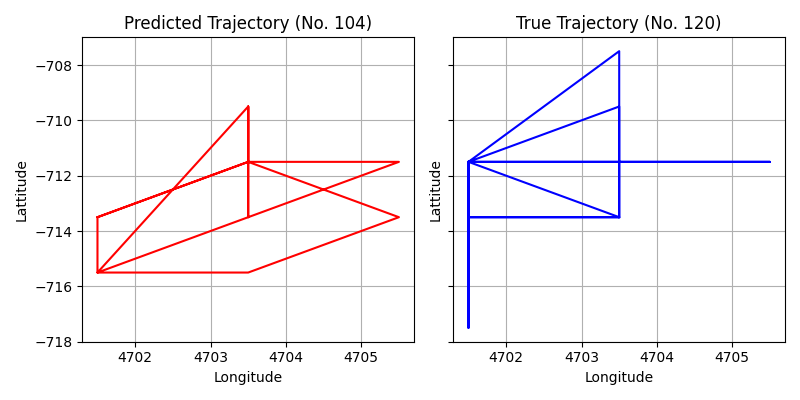 Predicted Trajectory (No. 104)
True Trajectory (No. 120)
−708
−710
−712
−714
−716
−718
Lattitude
Lattitude
4702
4703
4704
4705
4702
4703
4704
4705
Longitude
Longitude